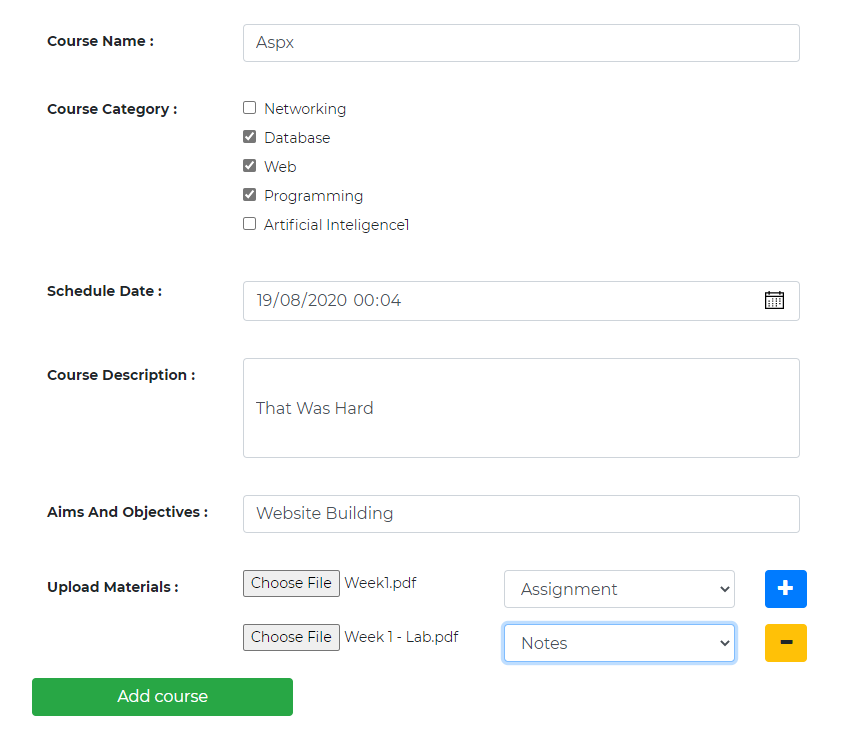 Course Name : Aspx
Course Category : Networking
Database
Web
Programming
Artificial Inteligence1
Schedule Date : 19/08/2020 00:04
Course Description : That Was Hard
Aims And Objectives : Website Building
Upload Materials : Choose File Week1.pdf Assignment
Choose File Week 1 - Lab.pdf Notes
Add course